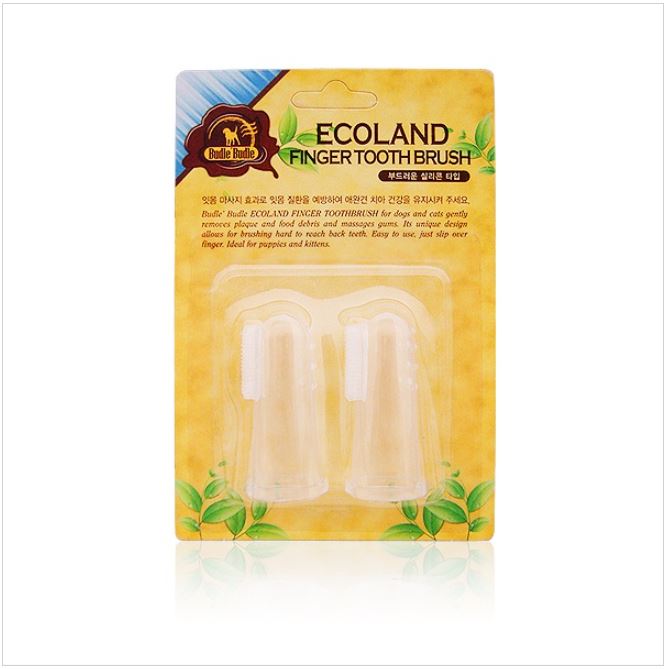 Budle Budle
ECOLAND
FINGER TOOTH BRUSH
부드러운 실리콘 타입
잇몸 마사지 효과로 잇몸 질환을 예방하여 애완견 치아 건강을 유지시켜 주세요.
Budle' Budle ECOLAND FINGER TOOTHBRUSH for dogs and cats gently
removes plaque and food debris and massages gums. Its unique design
allows for brushing hard to reach back teeth. Easy to use, just slip over
finger. Ideal for puppies and kittens.